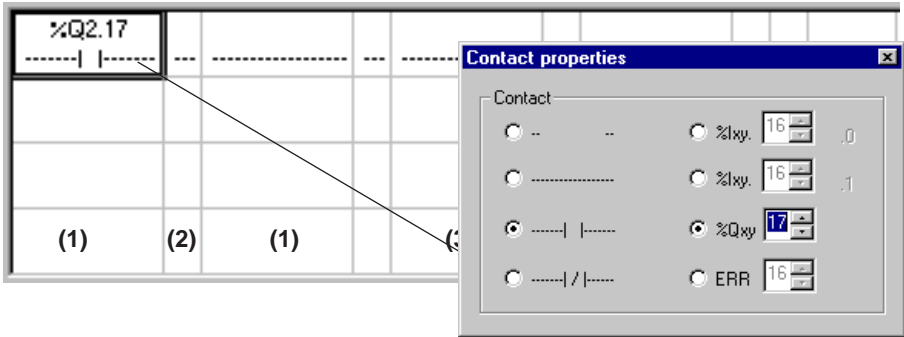 %Q2.17
Contact properties
Contact
%Ixy. 16 .0
%Ixy. 16 .1
%Qxy 17
ERR 16
(1) (2) (1)